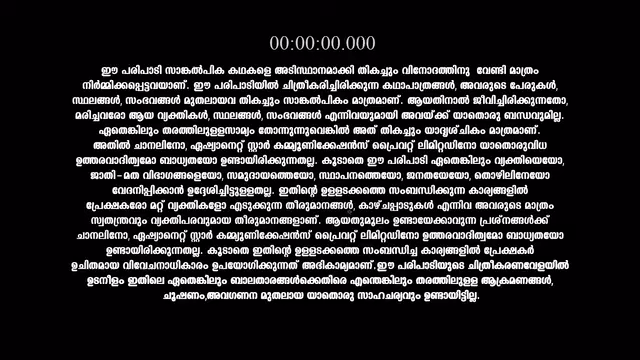 00:00:00.000
ഈ പരിപാടി സാങ്കൽപിക കഥകളെ അടിസ്ഥാനമാക്കി തികച്ചും വിനോദത്തിനു വേണ്ടി മാത്രം
നിർമ്മിക്കപ്പെട്ടവയാണ്. ഈ പരിപാടിയിൽ ചിത്രീകരിച്ചിരിക്കുന്ന കഥാപാത്രങ്ങൾ, അവരുടെ പേരുകൾ,
സ്ഥലങ്ങൾ, സംഭവങ്ങൾ മുതലായവ തികച്ചും സാങ്കൽപികം മാത്രമാണ്. ആയതിനാൽ ജീവിച്ചിരിക്കുന്നതോ,
മരിച്ചവരോ ആയ വ്യക്തികൾ, സ്ഥലങ്ങൾ, സംഭവങ്ങൾ എന്നിവയുമായി അവയ്ക്ക് യാതൊരു ബന്ധവുമില്ല.
ഏതെങ്കിലും തരത്തിലുള്ളസാമ്യം തോന്നുന്നുവെങ്കിൽ അത് തികച്ചും യാദൃശ്ചികം മാത്രമാണ്.
അതിൽ ചാനലിനോ, ഏഷ്യാനെറ്റ് സ്റ്റാർ കമ്മ്യൂണിക്കേഷൻസ് പ്രൈവറ്റ് ലിമിറ്റഡിനോ യാതൊരുവിധ
ഉത്തരവാദിത്വമോ ബാധ്യതയോ ഉണ്ടായിരിക്കുന്നതല്ല. കൂടാതെ ഈ പരിപാടി ഏതെങ്കിലും വ്യക്തിയെയോ,
ജാതി-മത വിഭാഗങ്ങളെയോ, സമുദായത്തെയോ, സ്ഥാപനത്തെയോ, ജനതയേയോ, തൊഴിലിനേയോ
വേദനിപ്പിക്കാൻ ഉദ്ദേശിച്ചിട്ടുള്ളതല്ല. ഇതിന്റെ ഉള്ളടക്കത്തെ സംബന്ധിക്കുന്ന കാര്യങ്ങളിൽ
പ്രേക്ഷകരോ മറ്റ് വ്യക്തികളോ എടുക്കുന്ന തീരുമാനങ്ങൾ, കാഴ്ചപ്പാടുകൾ എന്നിവ അവരുടെ മാത്രം
സ്വതന്ത്രവും വ്യക്തിപരവുമായ തീരുമാനങ്ങളാണ്. ആയതുമൂലം ഉണ്ടായേക്കാവുന്ന പ്രശ്നങ്ങൾക്ക്
ചാനലിനോ, ഏഷ്യാനെറ്റ് സ്റ്റാർ കമ്മ്യൂണിക്കേഷൻസ് പ്രൈവറ്റ് ലിമിറ്റഡിനോ ഉത്തരവാദിത്വമോ ബാധ്യതയോ
ഉണ്ടായിരിക്കുന്നതല്ല. കൂടാതെ ഇതിന്റെ ഉള്ളടക്കത്തെ സംബന്ധിച്ച കാര്യങ്ങളിൽ പ്രേക്ഷകർ
ഉചിതമായ വിവേചനാധികാരം ഉപയോഗിക്കുന്നത് അഭികാമ്യമാണ്.ഈ പരിപാടിയുടെ ചിത്രീകരണവേളയിൽ
ഉടനീളം ഇതിലെ ഏതെങ്കിലും ബാലതാരങ്ങൾക്കെതിരെ എന്തെങ്കിലും തരത്തിലുള്ള ആക്രമണങ്ങൾ,
ചൂഷണം,അവഗണന മുതലായ യാതൊരു സാഹചര്യവും ഉണ്ടായിട്ടില്ല.